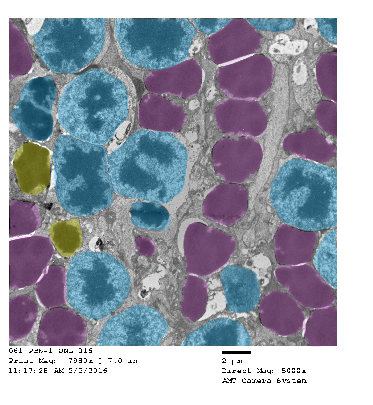 Print Mag: 7980x @ 7.0 in
11:17:28 AM 5/3/2016
2 µm
Direct Mag: 5000x
AMT Camera System